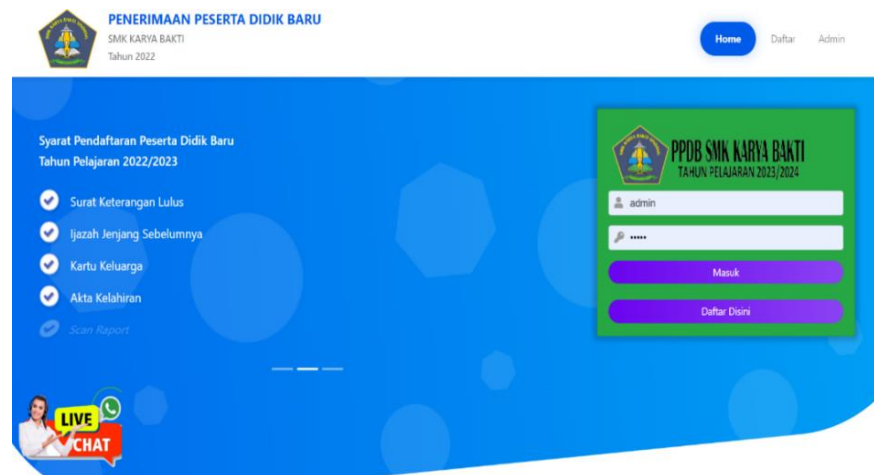 PENERIMAAN PESERTA DIDIK BARU
SMK KARYA BAKTI
Tahun 2022
Home
Daftar
Admin
Syarat Pendaftaran Peserta Didik Baru
Tahun Pelajaran 2022/2023
Surat Keterangan Lulus
Ijazah Jenjang Sebelumnya
Kartu Keluarga
Akta Kelahiran
Scan Raport
PPDB SMK KARYA BAKTI
TAHUN PELAJARAN 2023/2024
admin
•••••
Masuk
Daftar Disini
LIVE
CHAT